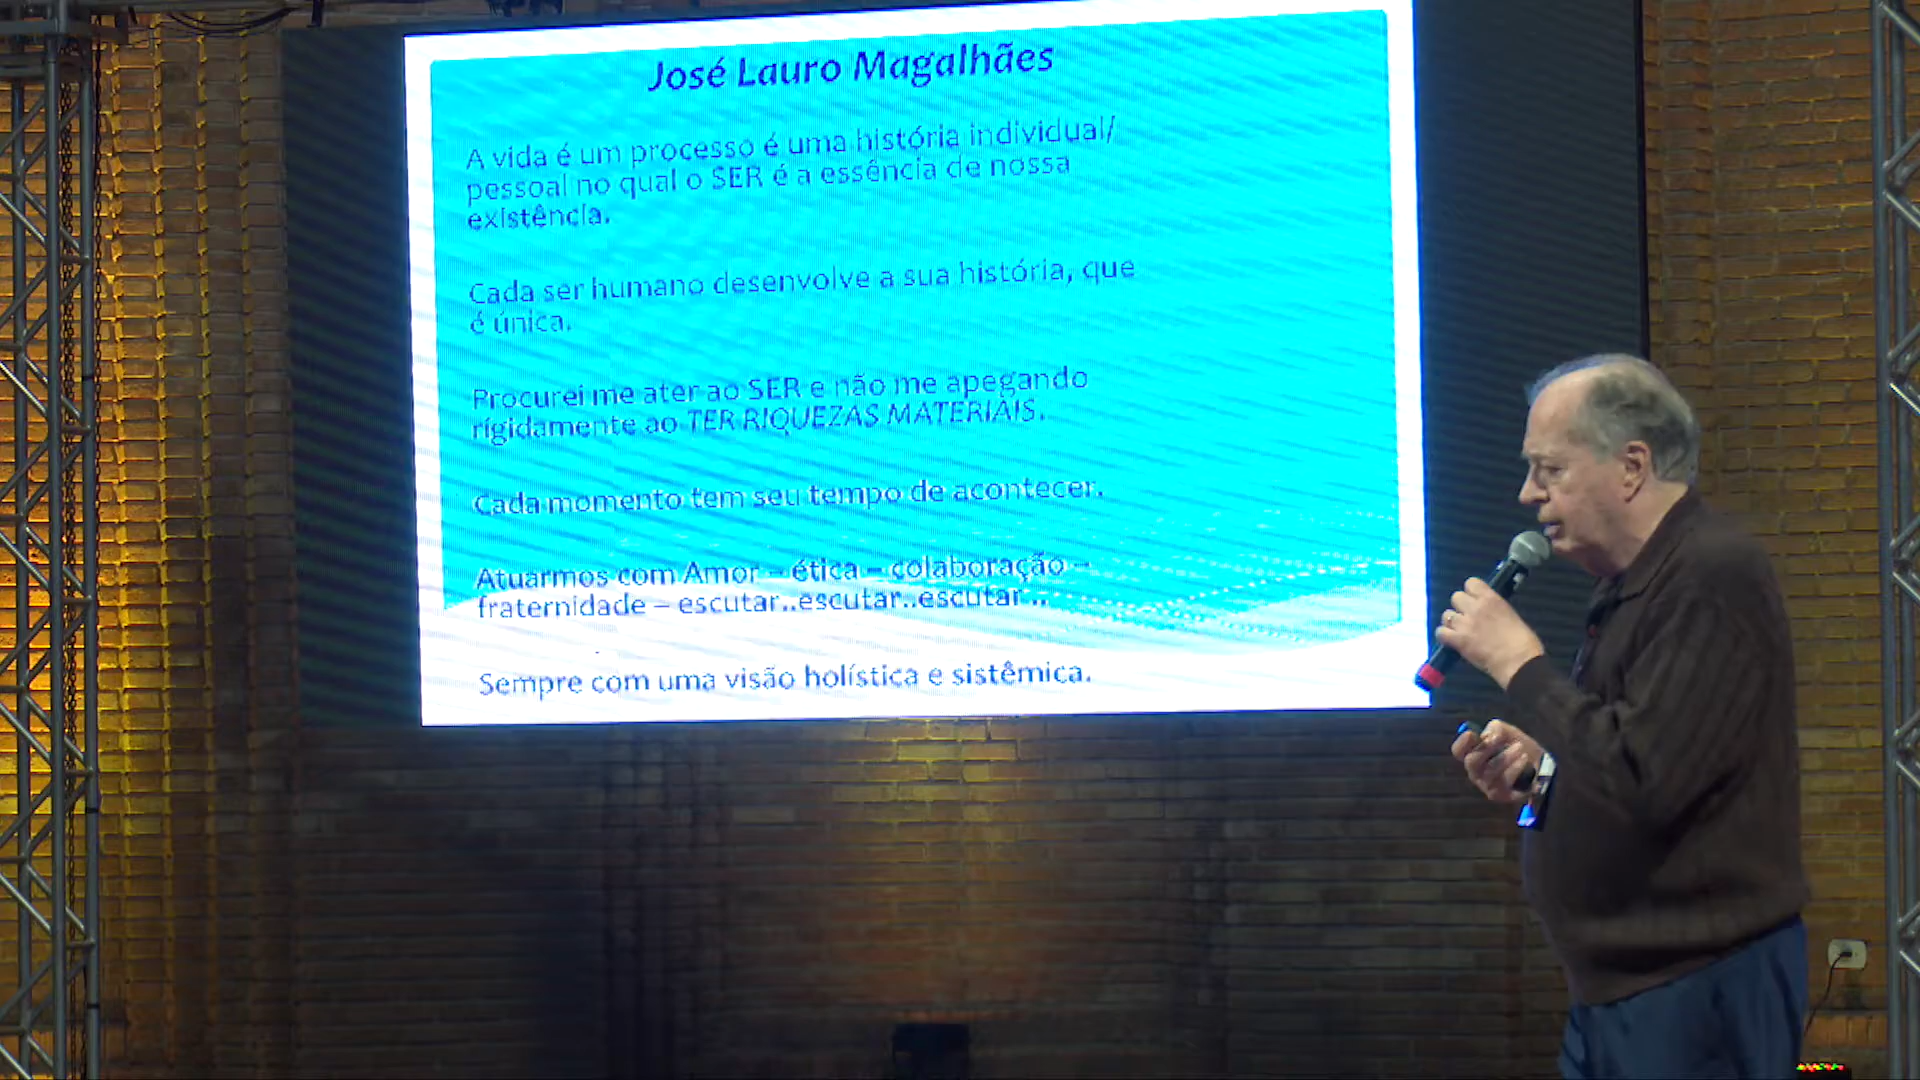 José Lauro Magalhães
A vida é um processo é uma história individual/
pessoal no qual o SER é a essência de nossa
existência.
Cada ser humano desenvolve a sua história, que
é única.
Procurei me ater ao SER e não me apegando
rígidamente ao TER RIQUEZAS MATERIAIS.
Cada momento tem seu tempo de acontecer.
Atuarmos com Amor – ética – colaboração –
fraternidade – escutar..escutar..escutar ..
Sempre com uma visão holística e sistêmica.